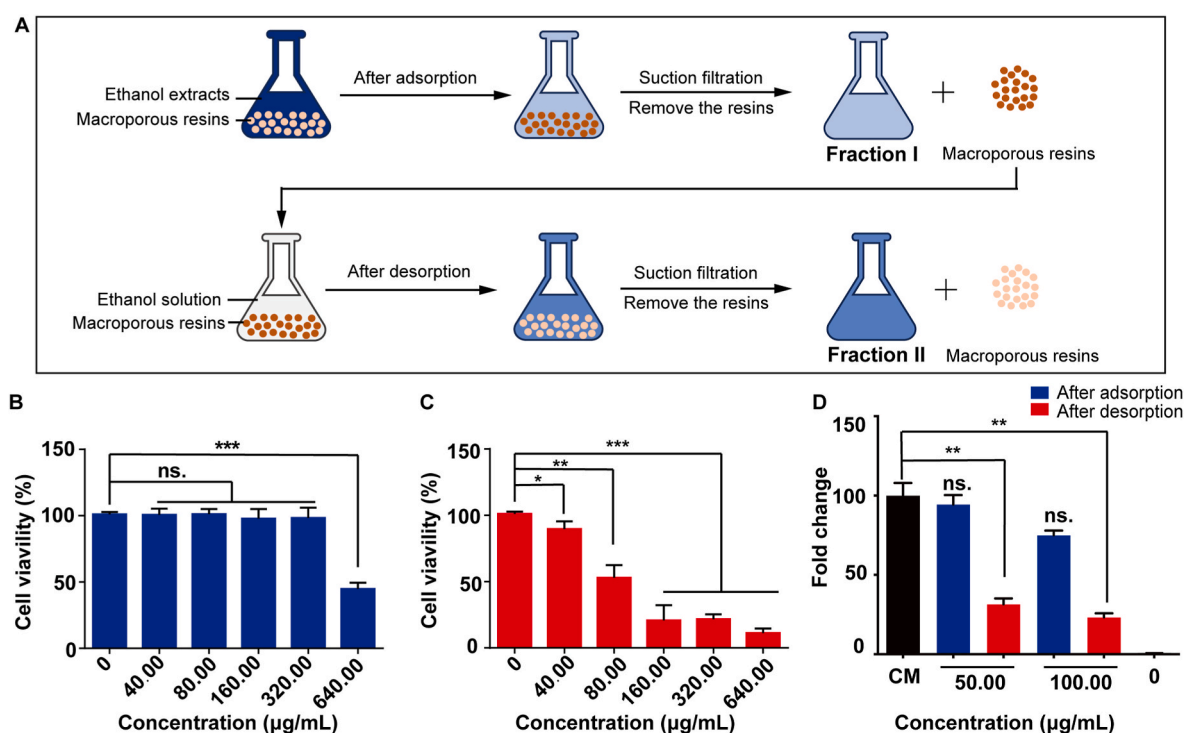 A
Ethanol extracts
Macroporous resins
After adsorption
Suction filtration
Remove the resins
Fraction I
+
Macroporous resins
Ethanol solution
Macroporous resins
After desorption
Suction filtration
Remove the resins
Fraction II
+
Macroporous resins
B
Cell viavility (%)
150
100
50
0
ns.
***
0
40.00
80.00
160.00
320.00
640.00
Concentration (μg/mL)
C
Cell viavility (%)
150
100
50
0
*
**
***
0
40.00
80.00
160.00
320.00
640.00
Concentration (μg/mL)
D
After adsorption
After desorption
Fold change
150
100
50
0
**
**
ns.
ns.
CM
50.00
100.00
0
Concentration (μg/mL)